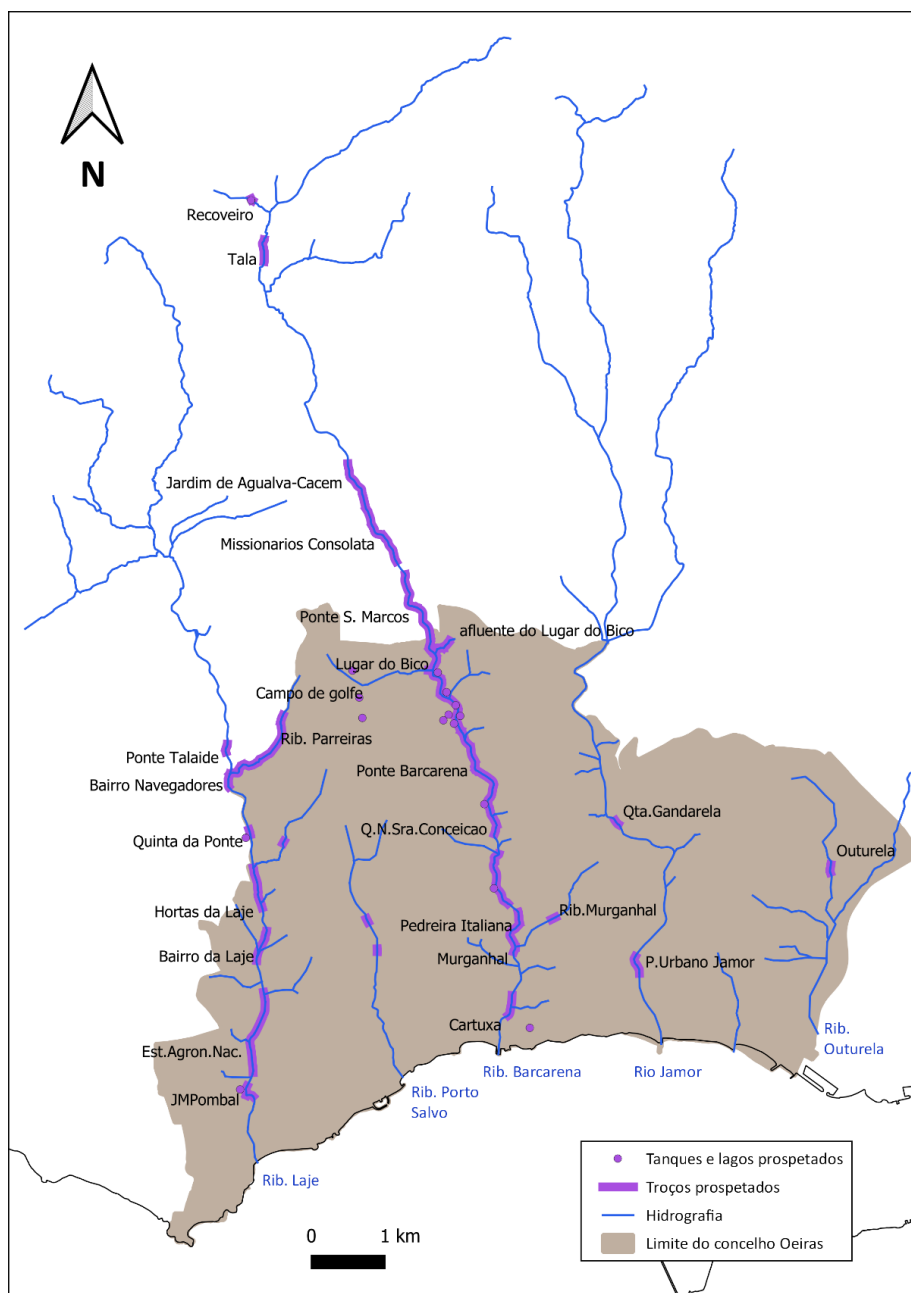 N
Recoveiro
Tala
Jardim de Agualva-Cacem
Missionarios Consolata
Ponte S. Marcos
afluente do Lugar do Bico
Lugar do Bico
Campo de golfe
Rib. Parreiras
Ponte Talaide
Ponte Barcarena
Bairro Navegadores
Qta.Gandarela
Q.N.Sra.Conceicao
Quinta da Ponte
Outurela
Hortas da Laje
Rib.Murganhal
Pedreira Italiana
Bairro da Laje
Murganhal
P.Urbano Jamor
Cartuxa
Est.Agron.Nac.
Rib.
Outurela
Rib. Barcarena
Rio Jamor
Rib. Porto
Salvo
JMPombal
Rib. Laje
0 1 km
Tanques e lagos prospetados
Troços prospetados
Hidrografia
Limite do concelho Oeiras